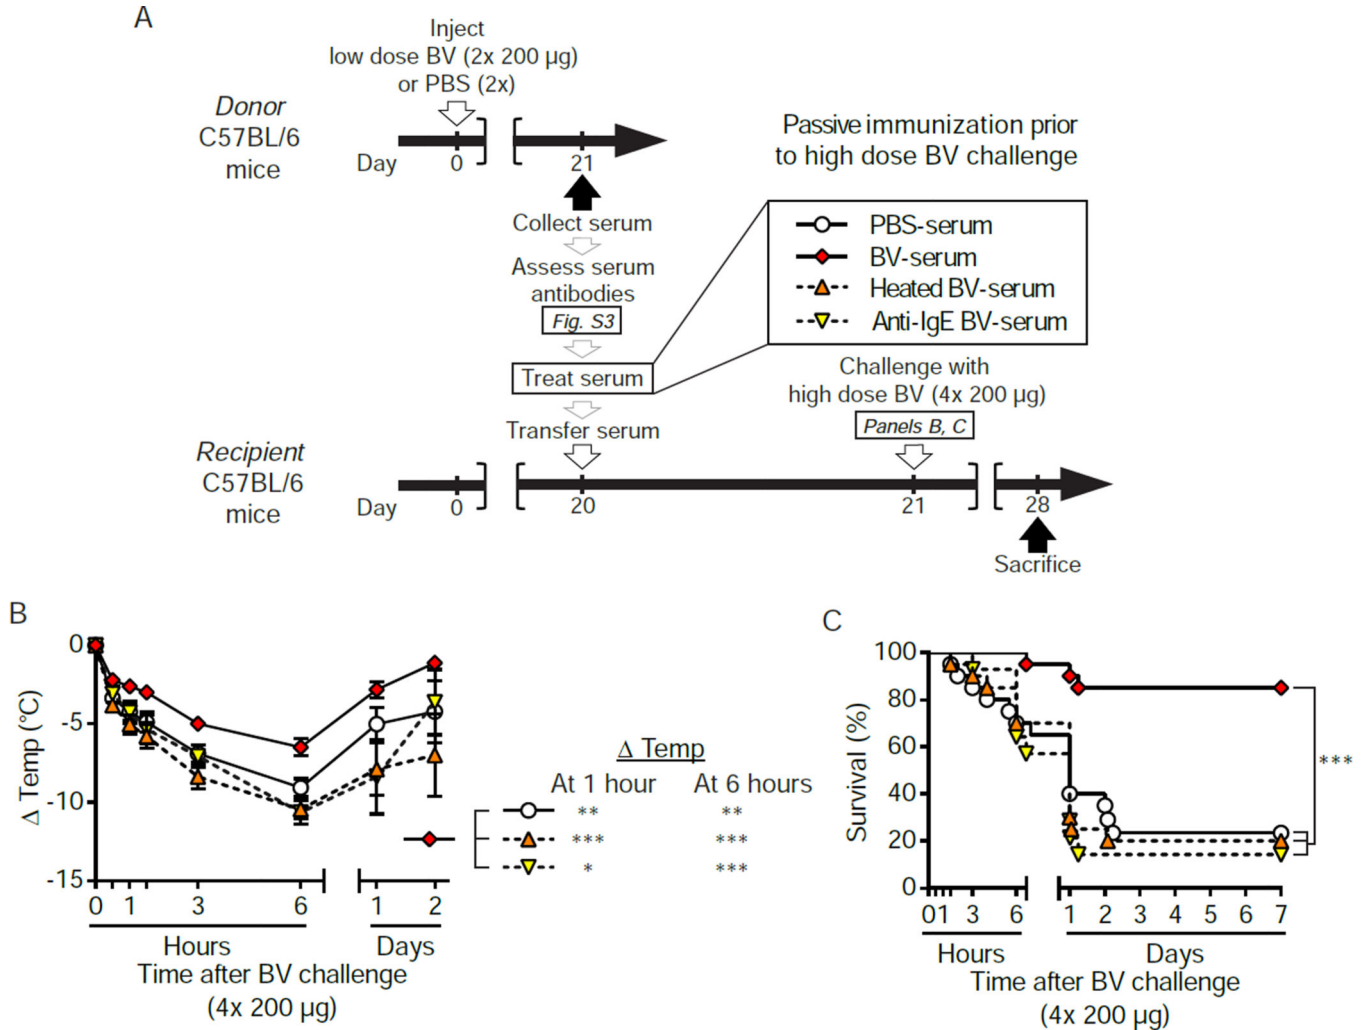 A
Inject
low dose BV (2x 200 µg)
or PBS (2x)
Donor
C57BL/6
mice
Day
0
21
Collect serum
Assess serum
antibodies
Fig. S3
Treat serum
Transfer serum
Passive immunization prior
to high dose BV challenge
PBS-serum
BV-serum
Heated BV-serum
Anti-IgE BV-serum
Challenge with
high dose BV (4x 200 µg)
Panels B, C
Recipient
C57BL/6
mice
Day
0
20
21
28
Sacrifice
B
Δ Temp (°C)
0
-5
-10
-15
0 1 3 6 1 2
Hours Days
Time after BV challenge
(4x 200 µg)
Δ Temp
At 1 hour At 6 hours
** **
*** ***
* ***
C
Survival (%)
100
80
60
40
20
0
0 1 3 6 1 2 3 4 5 6 7
Hours Days
Time after BV challenge
(4x 200 µg)
***